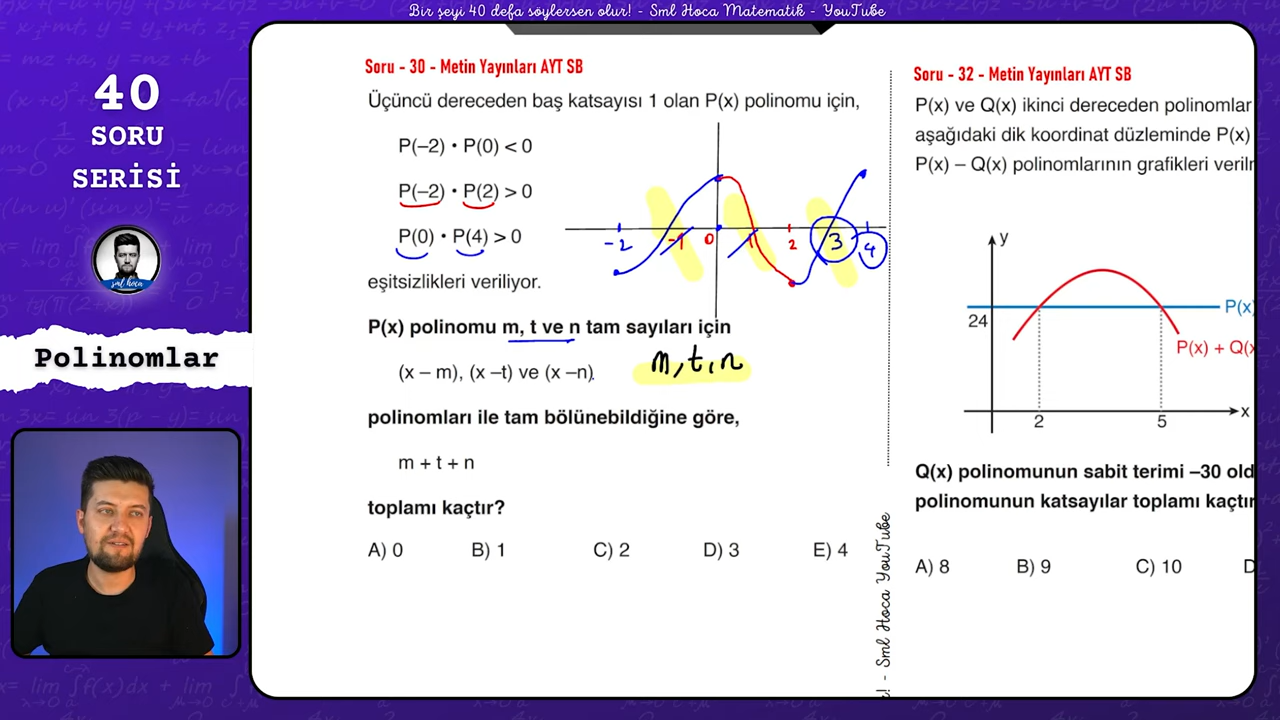 Bir şeyi 40 defa söylersen olur! - Sml Hoca Matematik - YouTube
40
SORU
SERİSİ
sml hoca
Polinomlar
Soru - 30 - Metin Yayınları AYT SB
Üçüncü dereceden baş katsayısı 1 olan P(x) polinomu için,
P(–2) • P(0) < 0
P(–2) • P(2) > 0
P(0) • P(4) > 0
eşitsizlikleri veriliyor.
-2 -1 0 1 2 3 4
P(x) polinomu m, t ve n tam sayıları için
(x – m), (x –t) ve (x –n)
m, t, n
polinomları ile tam bölünebildiğine göre,
m + t + n
toplamı kaçtır?
A) 0 B) 1 C) 2 D) 3 E) 4
! - Sml Hoca YouTube
Soru - 32 - Metin Yayınları AYT SB
P(x) ve Q(x) ikinci dereceden polinomlar
aşağıdaki dik koordinat düzleminde P(x)
P(x) – Q(x) polinomlarının grafikleri veril
y
P(x)
24
P(x) + Q(x
x
2 5
Q(x) polinomunun sabit terimi –30 old
polinomunun katsayılar toplamı kaçtır
A) 8 B) 9 C) 10 D